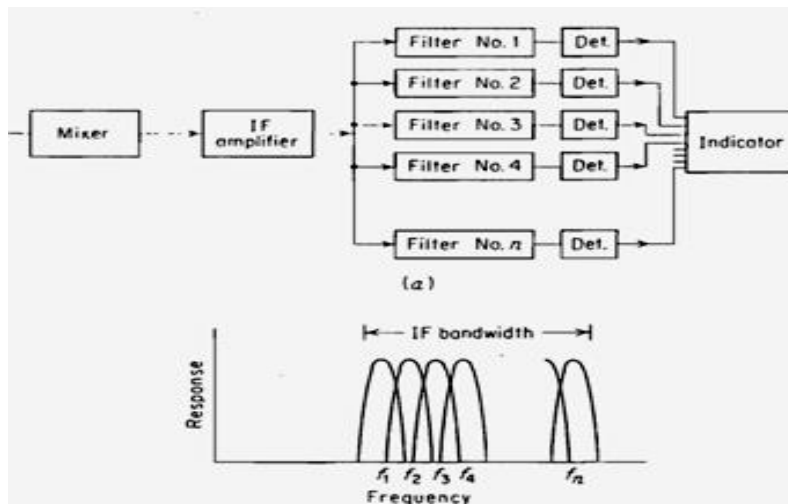 Filter No. 1 Det.
Filter No. 2 Det.
Mixer IF amplifier Filter No. 3 Det. Indicator
Filter No. 4 Det.
Filter No. n Det.
(a)
IF bandwidth
Response
f1 f2 f3 f4 fn
Frequency